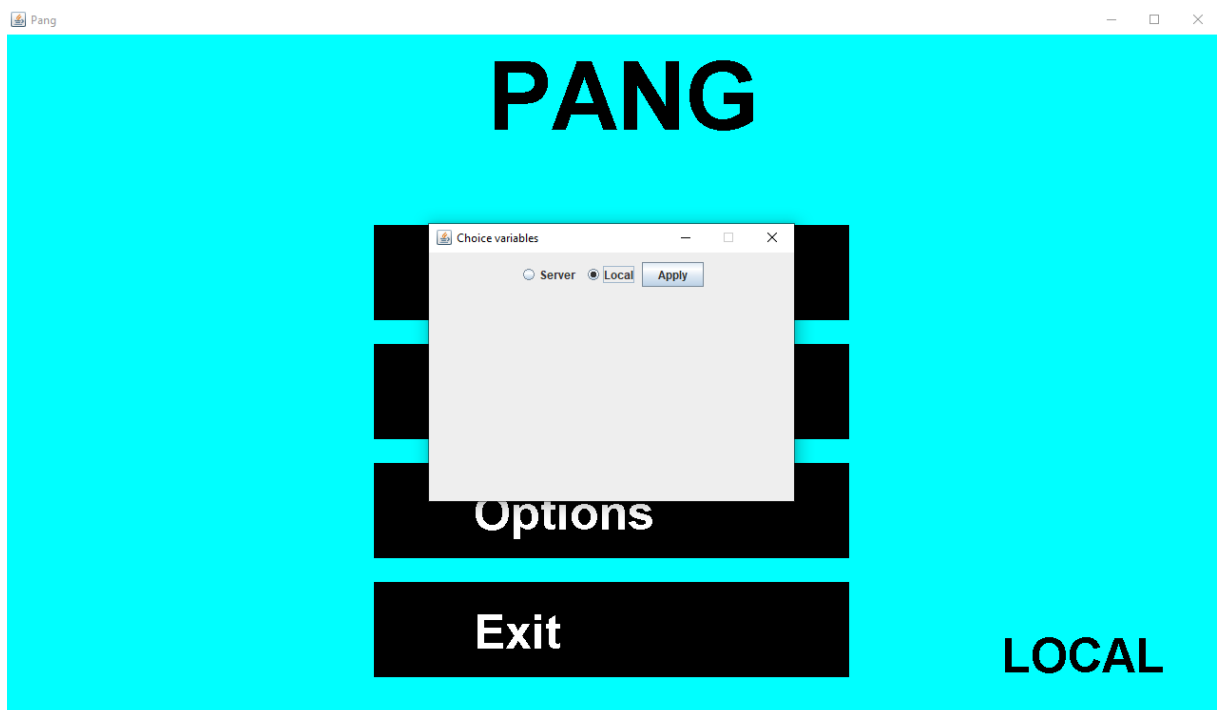 Pang
PANG
Choice variables
Server Local Apply
Options
Exit
LOCAL